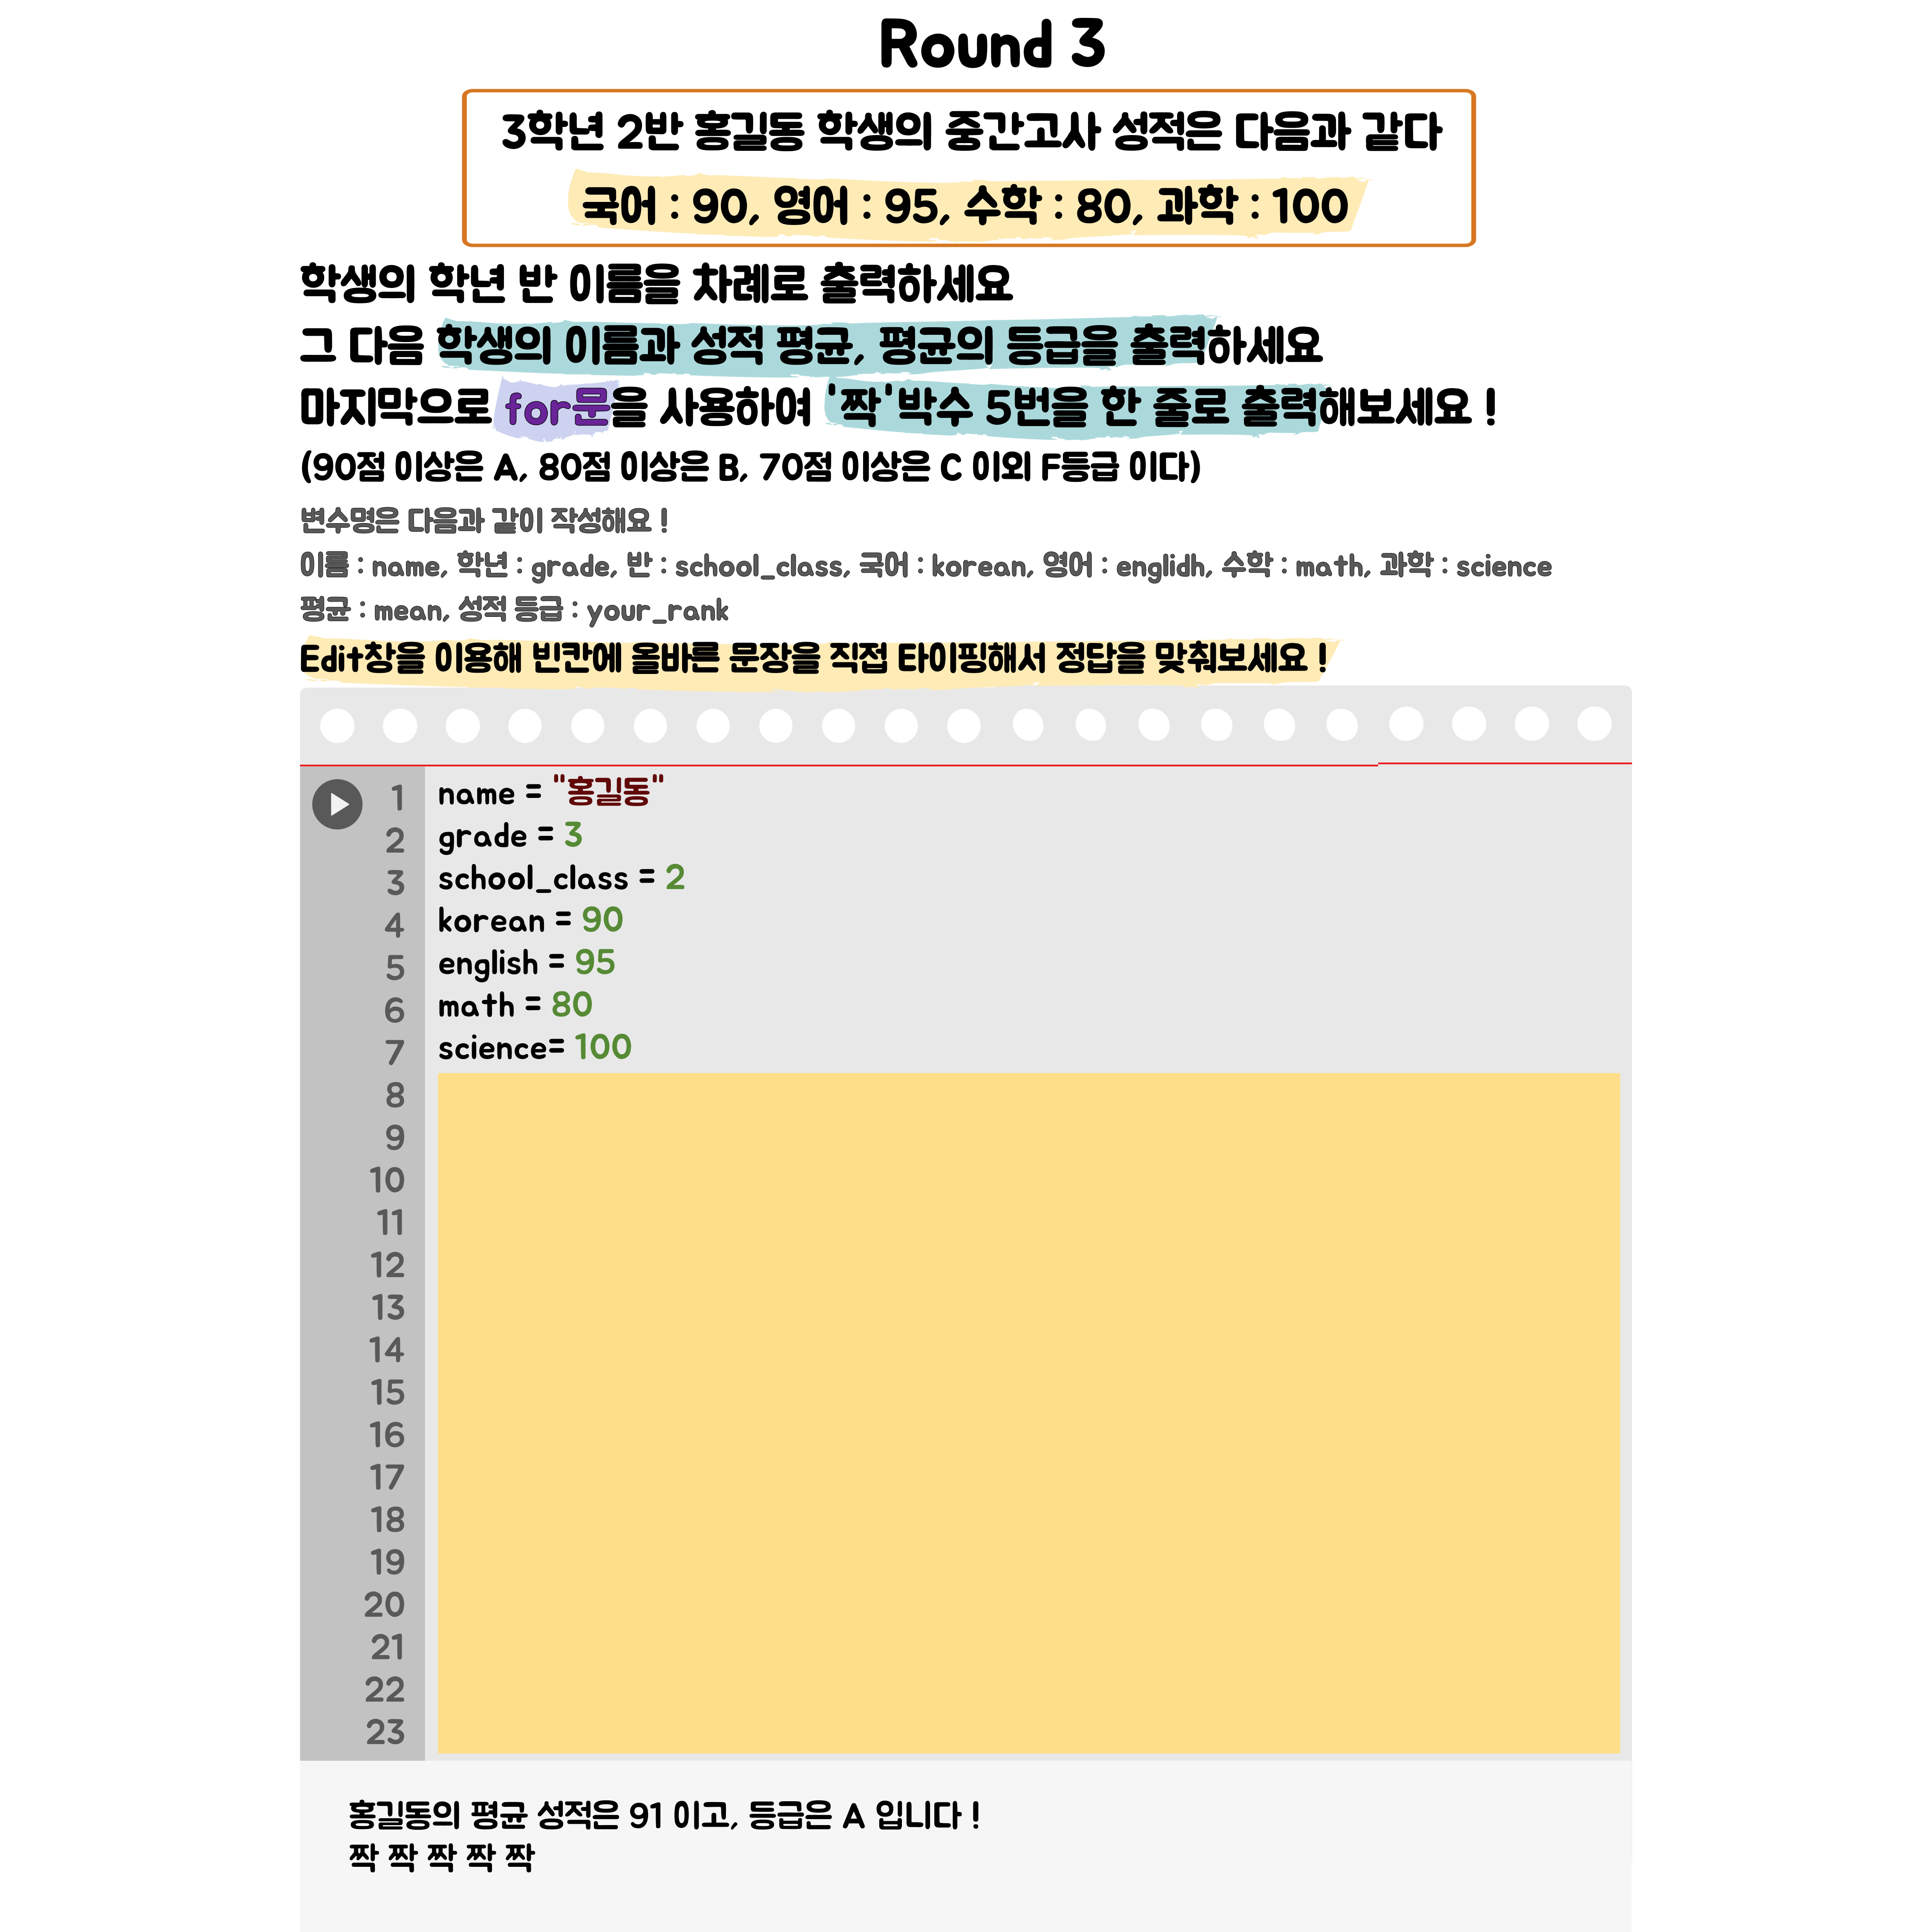 Round 3
3학년 2반 홍길동 학생의 중간고사 성적은 다음과 같다
국어 : 90, 영어 : 95, 수학 : 80, 과학 : 100
학생의 학년 반 이름을 차례로 출력하세요
그 다음 학생의 이름과 성적 평균, 평균의 등급을 출력하세요
마지막으로 for문을 사용하여 '짝'박수 5번을 한 줄로 출력해보세요 !
(90점 이상은 A, 80점 이상은 B, 70점 이상은 C 이외 F등급 이다)
변수명은 다음과 같이 작성해요 !
이름 : name, 학년 : grade, 반 : school_class, 국어 : korean, 영어 : englidh, 수학 : math, 과학 : science
평균 : mean, 성적 등급 : your_rank
Edit창을 이용해 빈칸에 올바른 문장을 직접 타이핑해서 정답을 맞춰보세요 !
1 name = "홍길동"
2 grade = 3
3 school_class = 2
4 korean = 90
5 english = 95
6 math = 80
7 science= 100
8
9
10
11
12
13
14
15
16
17
18
19
20
21
22
23
홍길동의 평균 성적은 91 이고, 등급은 A 입니다 !
짝 짝 짝 짝 짝